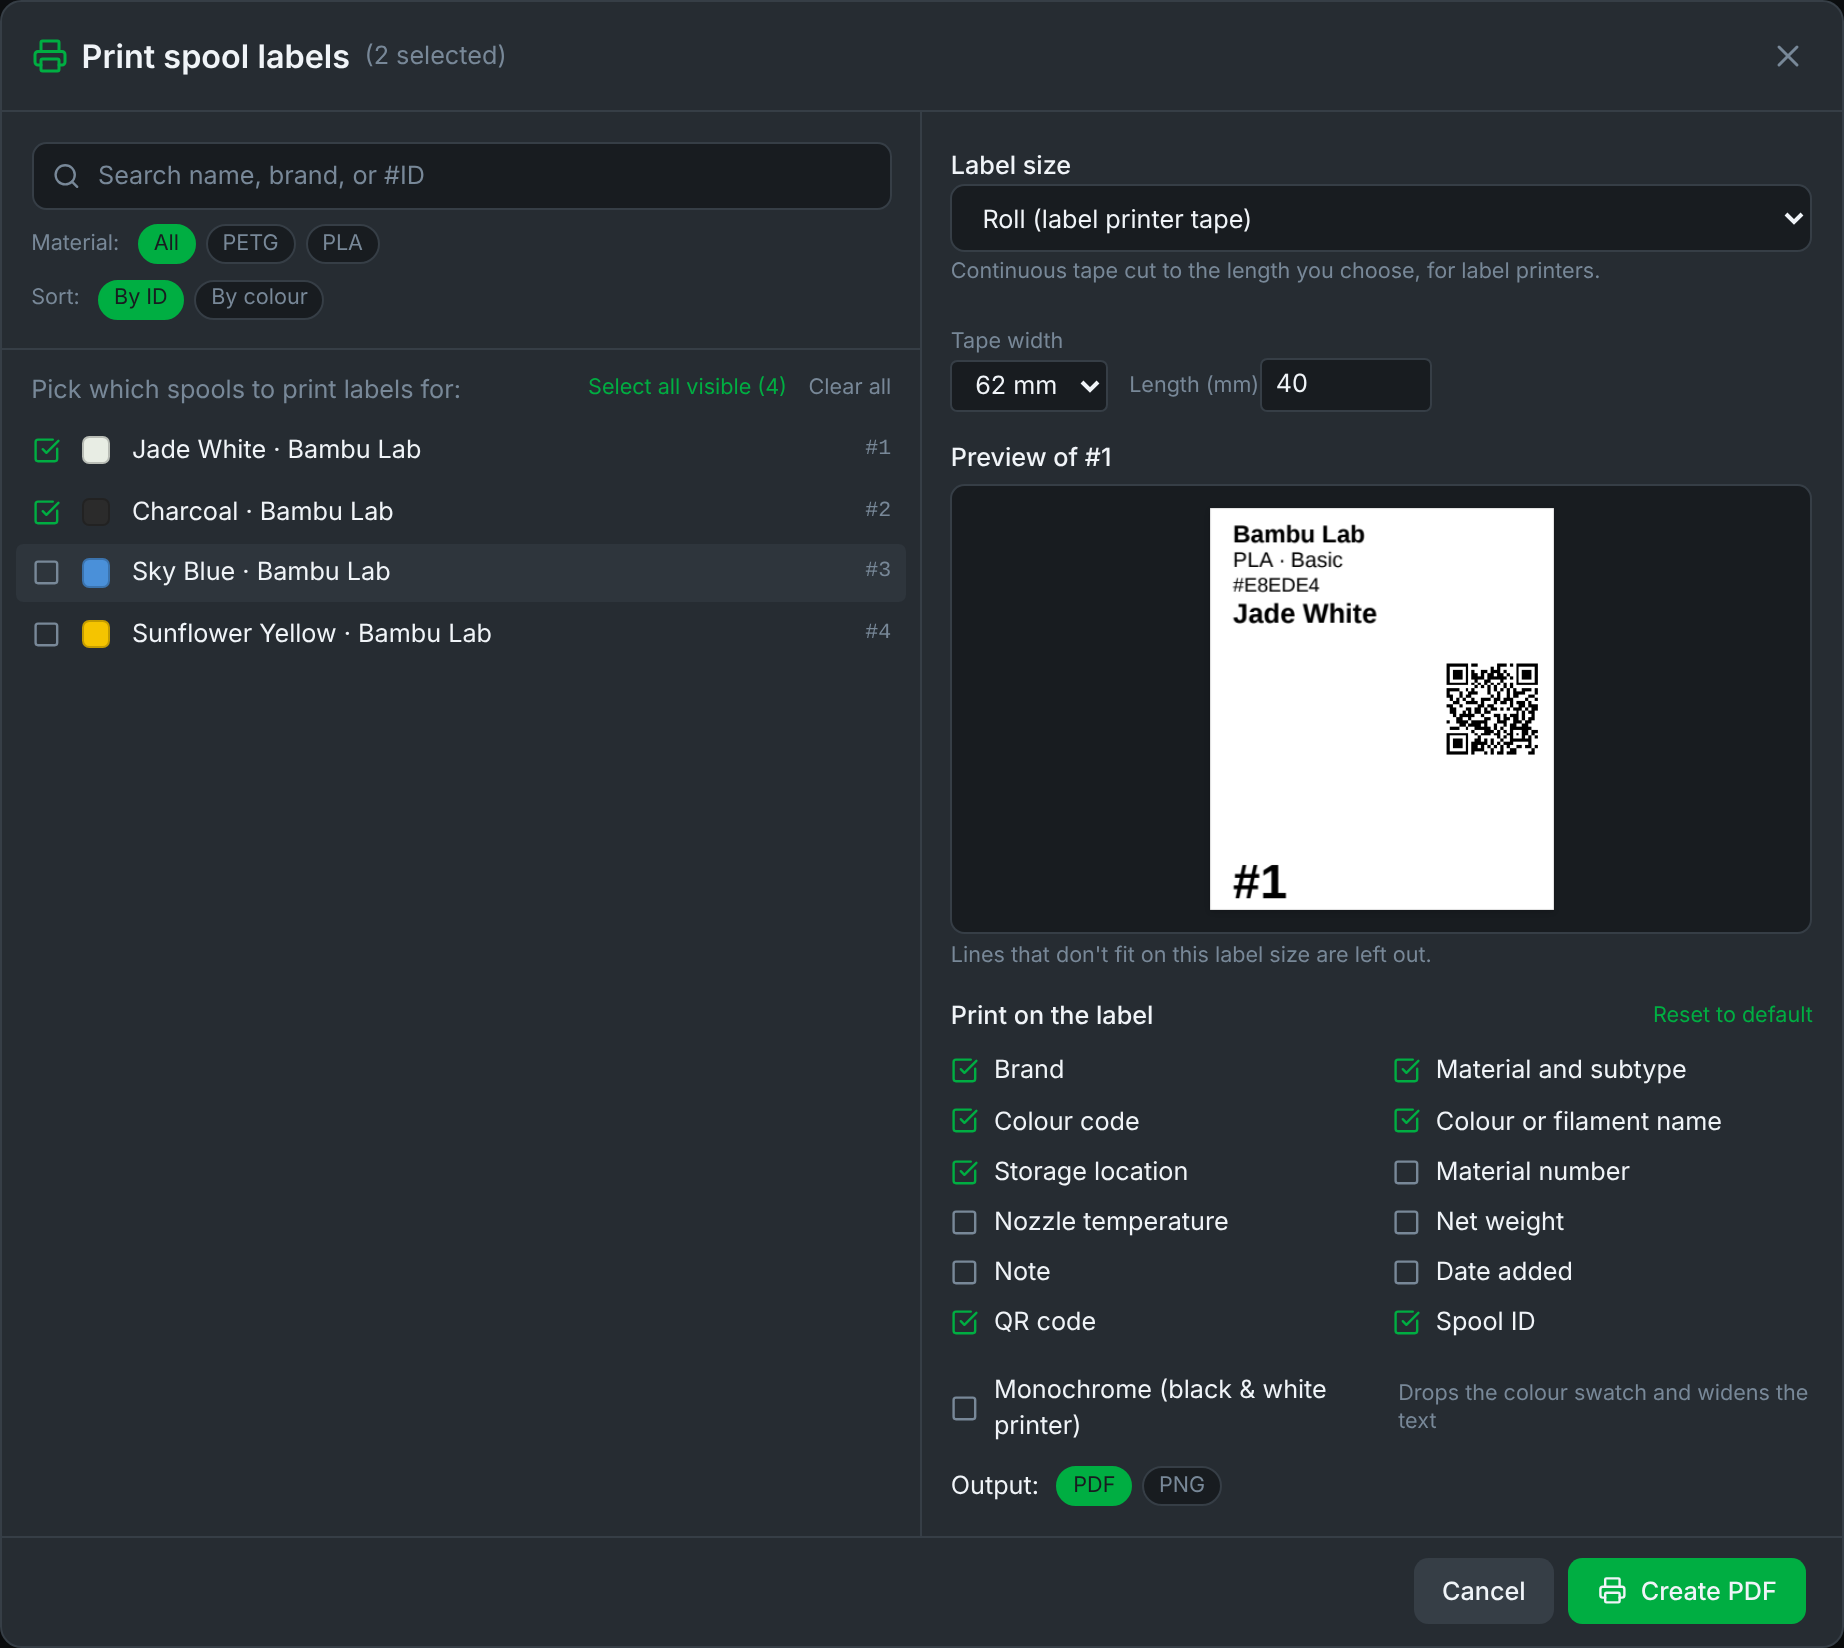 Print spool labels (2 selected)
Search name, brand, or #ID
Material: All PETG PLA
Sort: By ID By colour
Pick which spools to print labels for: Select all visible (4) Clear all
Jade White · Bambu Lab #1
Charcoal · Bambu Lab #2
Sky Blue · Bambu Lab #3
Sunflower Yellow · Bambu Lab #4
Label size
Roll (label printer tape)
Continuous tape cut to the length you choose, for label printers.
Tape width
62 mm Length (mm) 40
Preview of #1
Bambu Lab
PLA · Basic
#E8EDE4
Jade White
#1
Lines that don't fit on this label size are left out.
Print on the label Reset to default
Brand Material and subtype
Colour code Colour or filament name
Storage location Material number
Nozzle temperature Net weight
Note Date added
QR code Spool ID
Monochrome (black & white
printer)
Drops the colour swatch and widens the
text
Output: PDF PNG
Cancel Create PDF